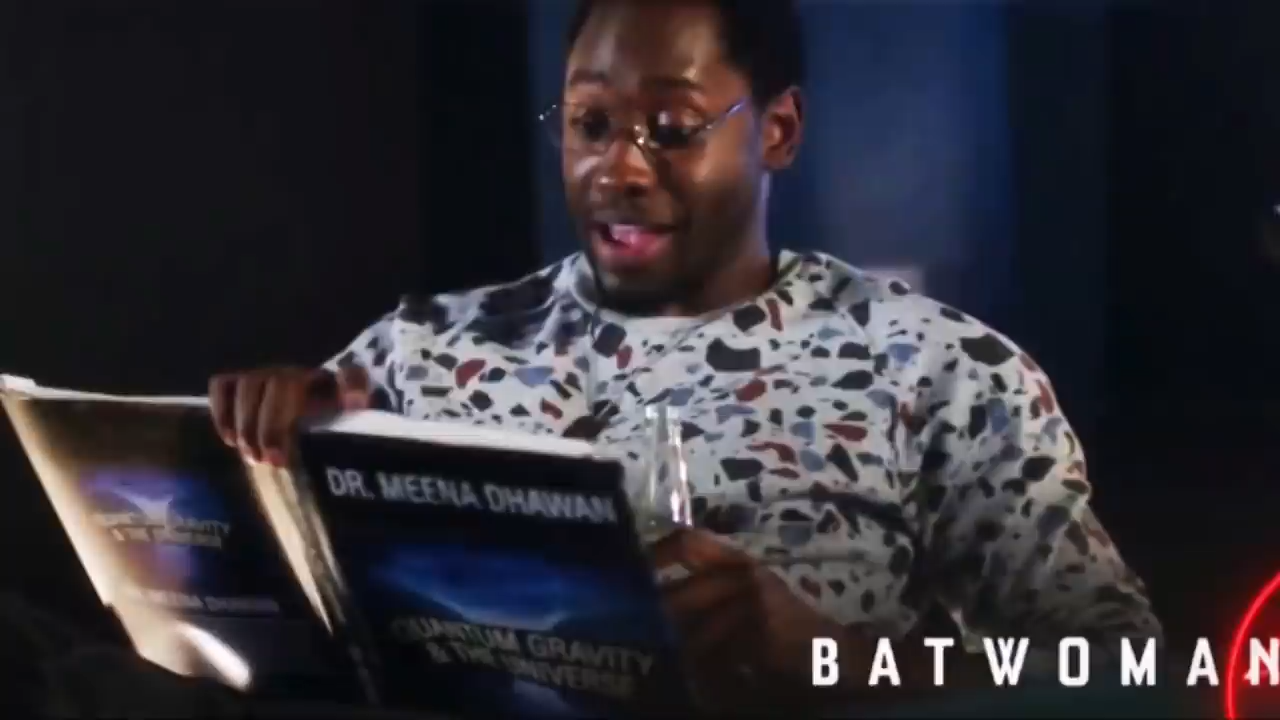 DR. MEENA DHAWAN
QUANTUM GRAVITY
& THE UNIVERSE
BATWOMAN